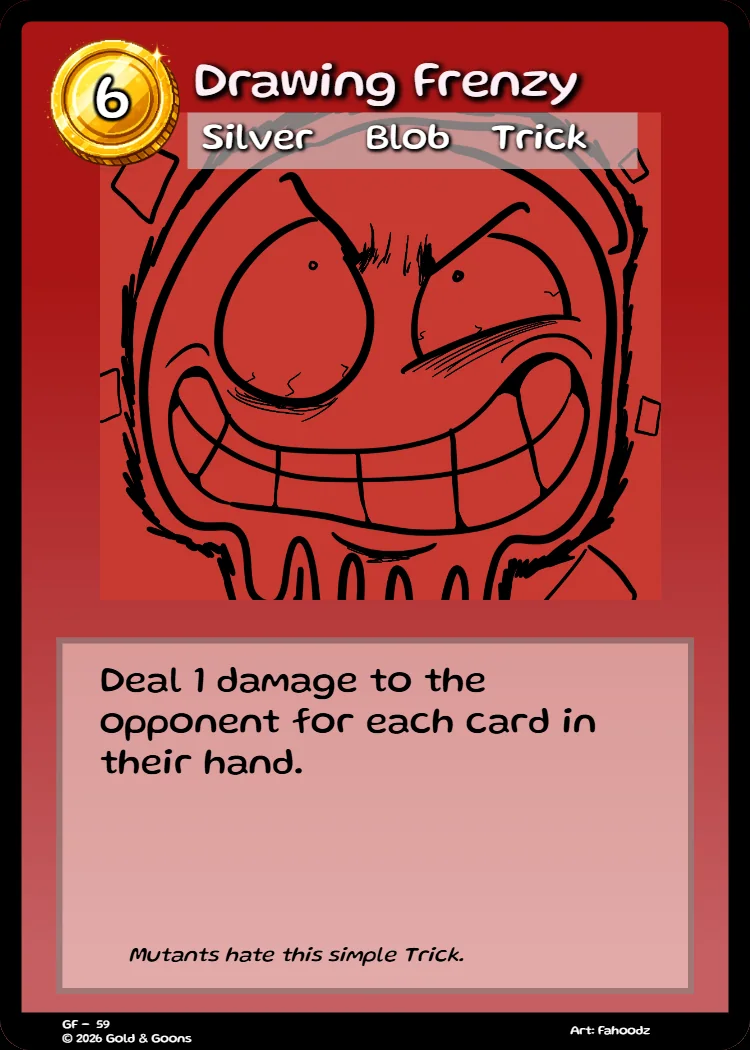 6
Drawing Frenzy
Silver Blob Trick
Deal 1 damage to the
opponent for each card in
their hand.
Mutants hate this simple Trick.
GF - 59
© 2026 Gold & Goons
Art: Fahoodz